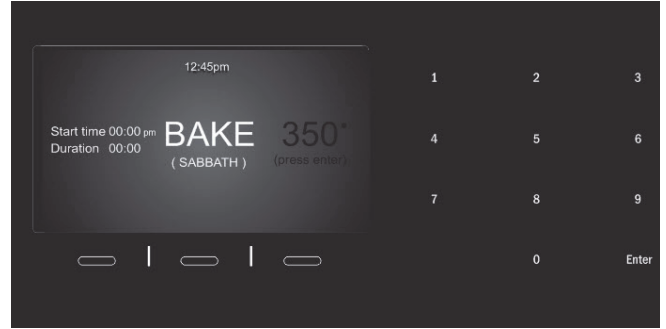 12:45pm
Start time 00:00 pm
Duration 00:00
BAKE
( SABBATH )
350°
(press enter)
1 2 3
4 5 6
7 8 9
0 Enter